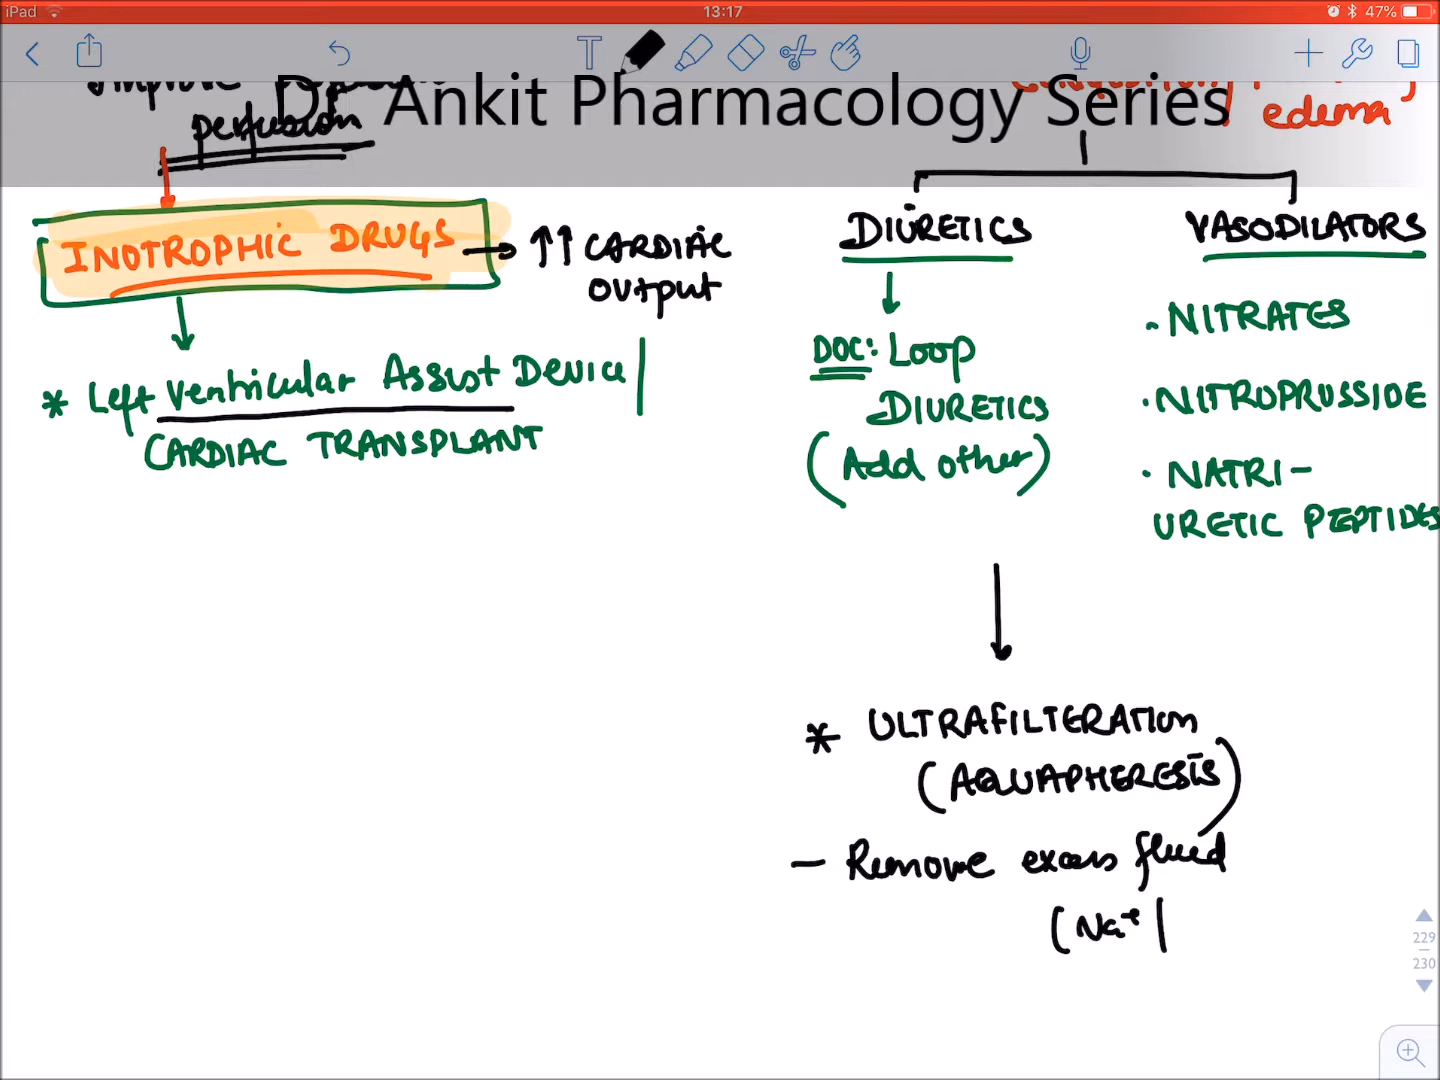 iPad
13:17
47%
Dr. Ankit Pharmacology Series
perfusion
edema
INOTROPHIC DRUGS → ↑↑ CARDIAC
OUTPUT
* Left Ventricular Assist Device
CARDIAC TRANSPLANT
DIURETICS
DOC: Loop
DIURETICS
(Add other)
VASODILATORS
· NITRATES
· NITROPRUSSIDE
· NATRI-
URETIC PEPTIDES
* ULTRAFILTERATION
(AQUAPHERESIS)
- Remove excess fluid
(Na+|
229
230